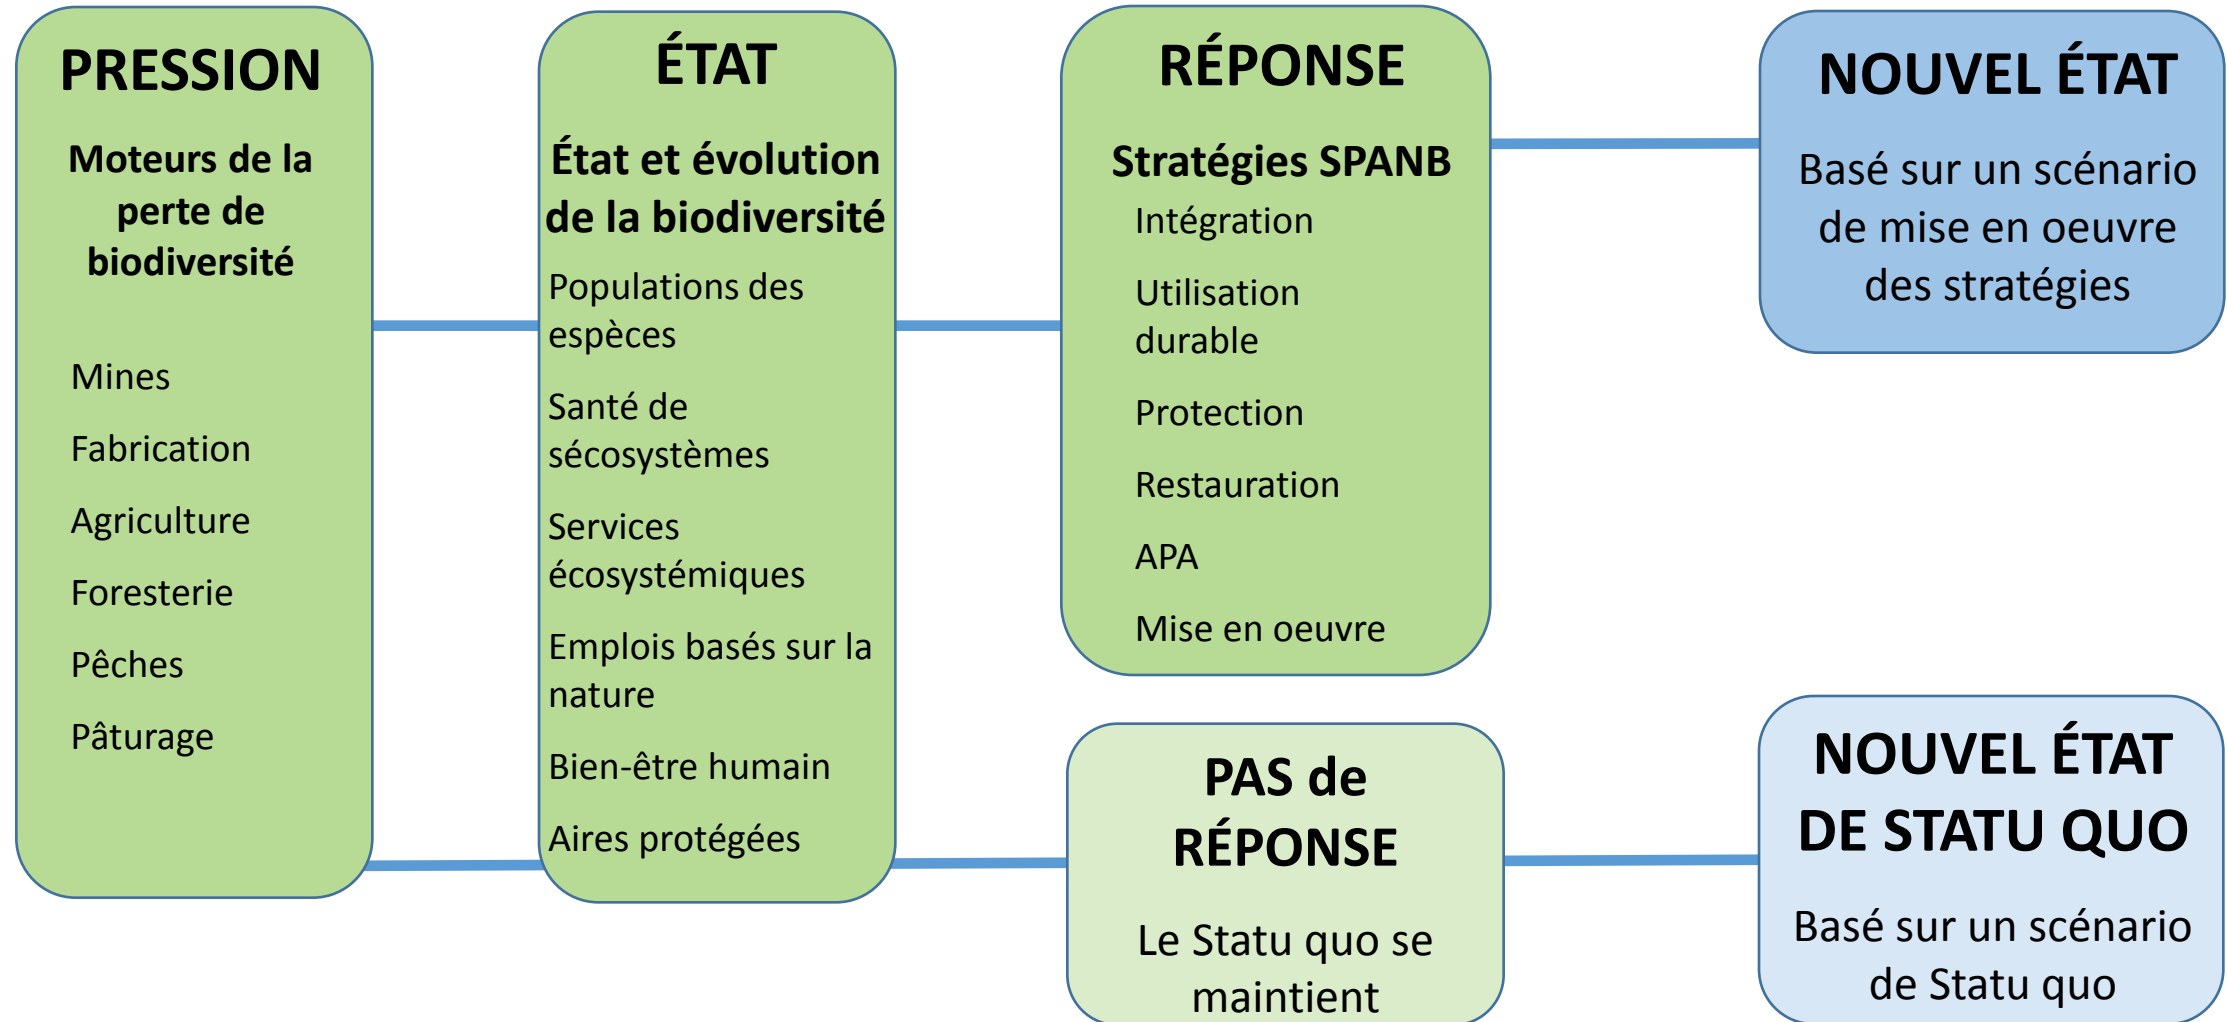 PRESSION
Moteurs de la
perte de
biodiversité
Mines
Fabrication
Agriculture
Foresterie
Pêches
Pâturage
ÉTAT
État et évolution
de la biodiversité
Populations des
espèces
Santé de
sécosystèmes
Services
écosystémiques
Emplois basés sur la
nature
Bien-être humain
Aires protégées
RÉPONSE
Stratégies SPANB
Intégration
Utilisation
durable
Protection
Restauration
APA
Mise en oeuvre
PAS de
RÉPONSE
Le Statu quo se
maintient
NOUVEL ÉTAT
Basé sur un scénario
de mise en oeuvre
des stratégies
NOUVEL ÉTAT
DE STATU QUO
Basé sur un scénario
de Statu quo